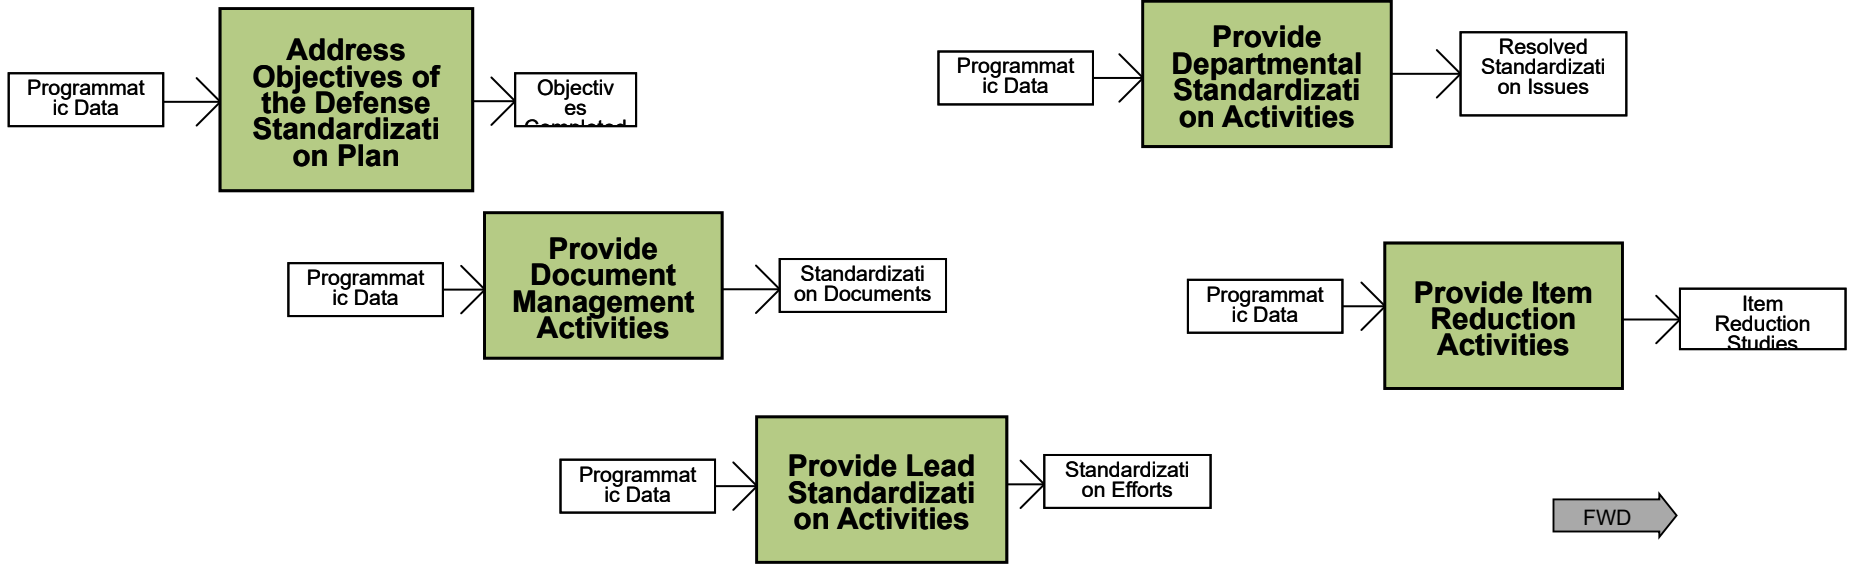 Programmat
ic Data
Address
Objectives of
the Defense
Standardizati
on Plan
Objectiv
es
Completed
Programmat
ic Data
Provide
Departmental
Standardizati
on Activities
Resolved
Standardizati
on Issues
Programmat
ic Data
Provide
Document
Management
Activities
Standardizati
on Documents
Programmat
ic Data
Provide Item
Reduction
Activities
Item
Reduction
Studies
Programmat
ic Data
Provide Lead
Standardizati
on Activities
Standardizati
on Efforts
FWD